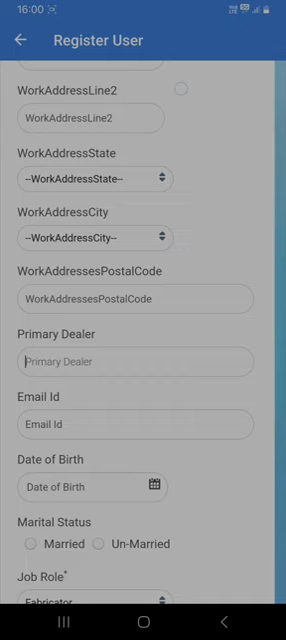 16:00
Register User
WorkAddressLine2
WorkAddressLine2
WorkAddressState
--WorkAddressState--
WorkAddressCity
--WorkAddressCity--
WorkAddressesPostalCode
WorkAddressesPostalCode
Primary Dealer
Primary Dealer
Email Id
Email Id
Date of Birth
Date of Birth
Marital Status
Married Un-Married
Job Role*
Fabricator